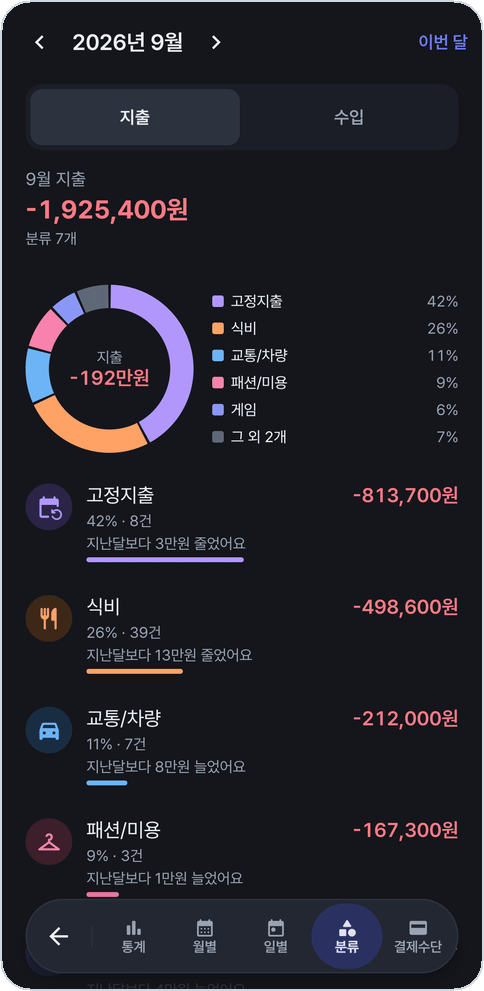 2026년 9월
이번 달
지출
수입
9월 지출
-1,925,400원
분류 7개
지출
-192만원
고정지출 42%
식비 26%
교통/차량 11%
패션/미용 9%
게임 6%
그 외 2개 7%
고정지출 -813,700원
42% · 8건
지난달보다 3만원 줄었어요
식비 -498,600원
26% · 39건
지난달보다 13만원 줄었어요
교통/차량 -212,000원
11% · 7건
지난달보다 8만원 늘었어요
패션/미용 -167,300원
9% · 3건
지난달보다 1만원 늘었어요
통계
월별
일별
분류
결제수단